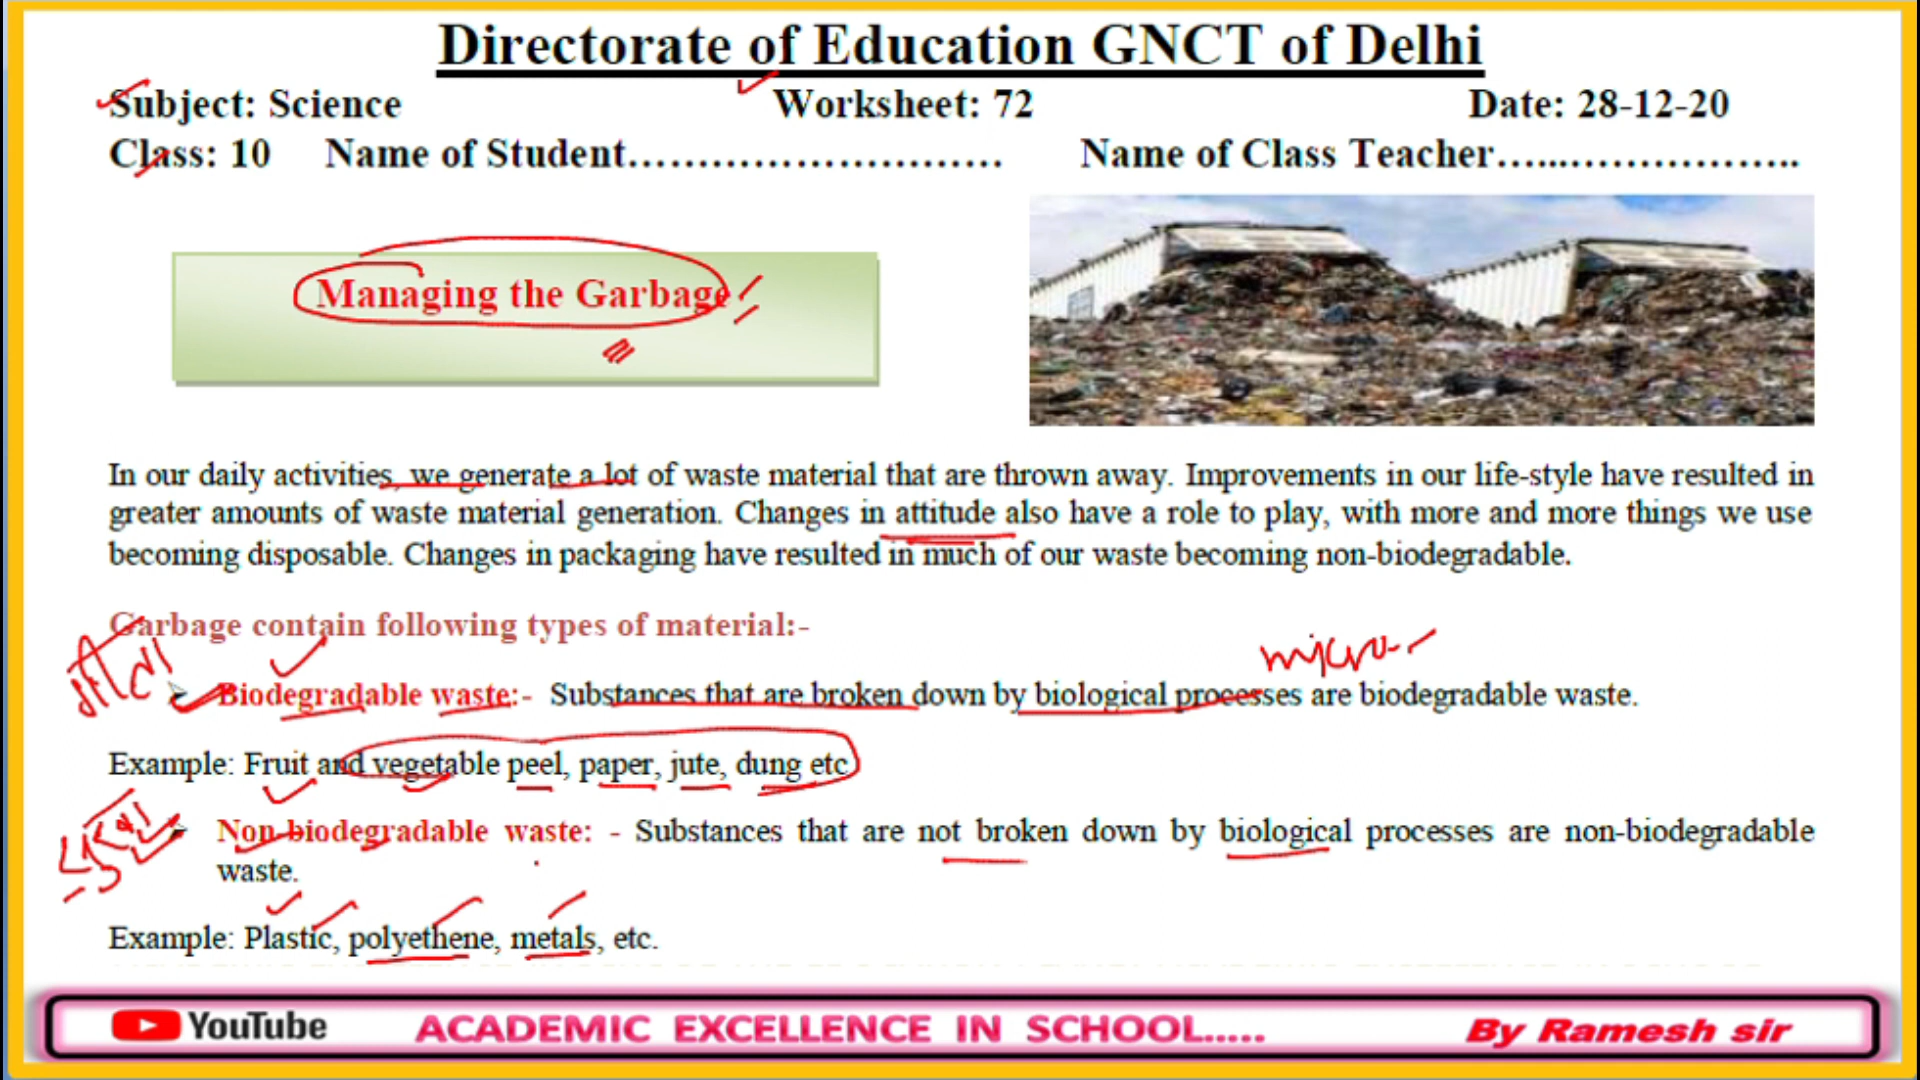 Directorate of Education GNCT of Delhi
Subject: Science Worksheet: 72 Date: 28-12-20
Class: 10 Name of Student………………………… Name of Class Teacher…...……………..
Managing the Garbage
In our daily activities, we generate a lot of waste material that are thrown away. Improvements in our life-style have resulted in
greater amounts of waste material generation. Changes in attitude also have a role to play, with more and more things we use
becoming disposable. Changes in packaging have resulted in much of our waste becoming non-biodegradable.
Garbage contain following types of material:-
micro-
➢ Biodegradable waste:- Substances that are broken down by biological processes are biodegradable waste.
Example: Fruit and vegetable peel, paper, jute, dung etc
➢ Non-biodegradable waste: - Substances that are not broken down by biological processes are non-biodegradable
waste.
Example: Plastic, polyethene, metals, etc.
YouTube ACADEMIC EXCELLENCE IN SCHOOL..... By Ramesh sir